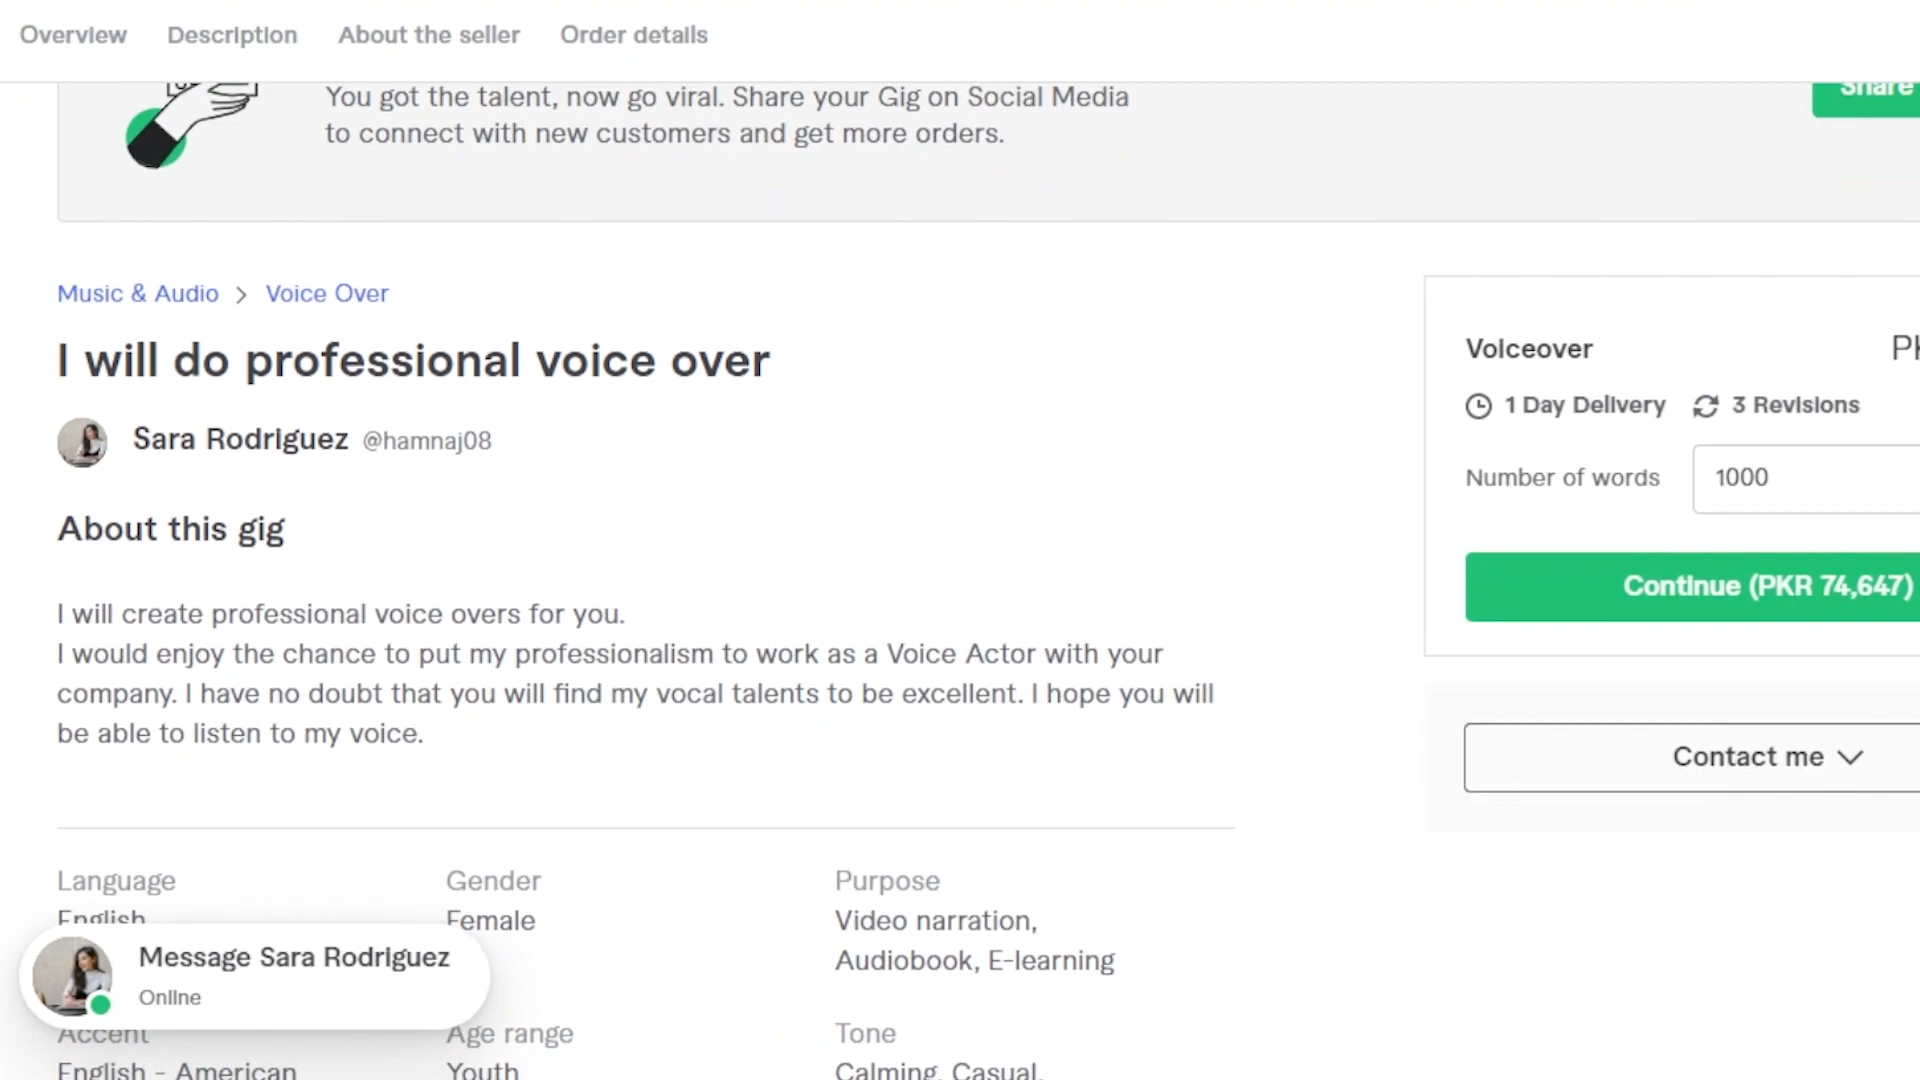 Overview Description About the seller Order details
You got the talent, now go viral. Share your Gig on Social Media
to connect with new customers and get more orders.
Share
Music & Audio > Voice Over
I will do professional voice over
Sara Rodriguez @hamnaj08
About this gig
I will create professional voice overs for you.
I would enjoy the chance to put my professionalism to work as a Voice Actor with your
company. I have no doubt that you will find my vocal talents to be excellent. I hope you will
be able to listen to my voice.
Language Gender Purpose
English Female Video narration,
Audiobook, E-learning
Message Sara Rodriguez
Online
Accent Age range Tone
English - American Youth Calming, Casual,
Voiceover
1 Day Delivery 3 Revisions
Number of words 1000
Continue (PKR 74,647)
Contact me